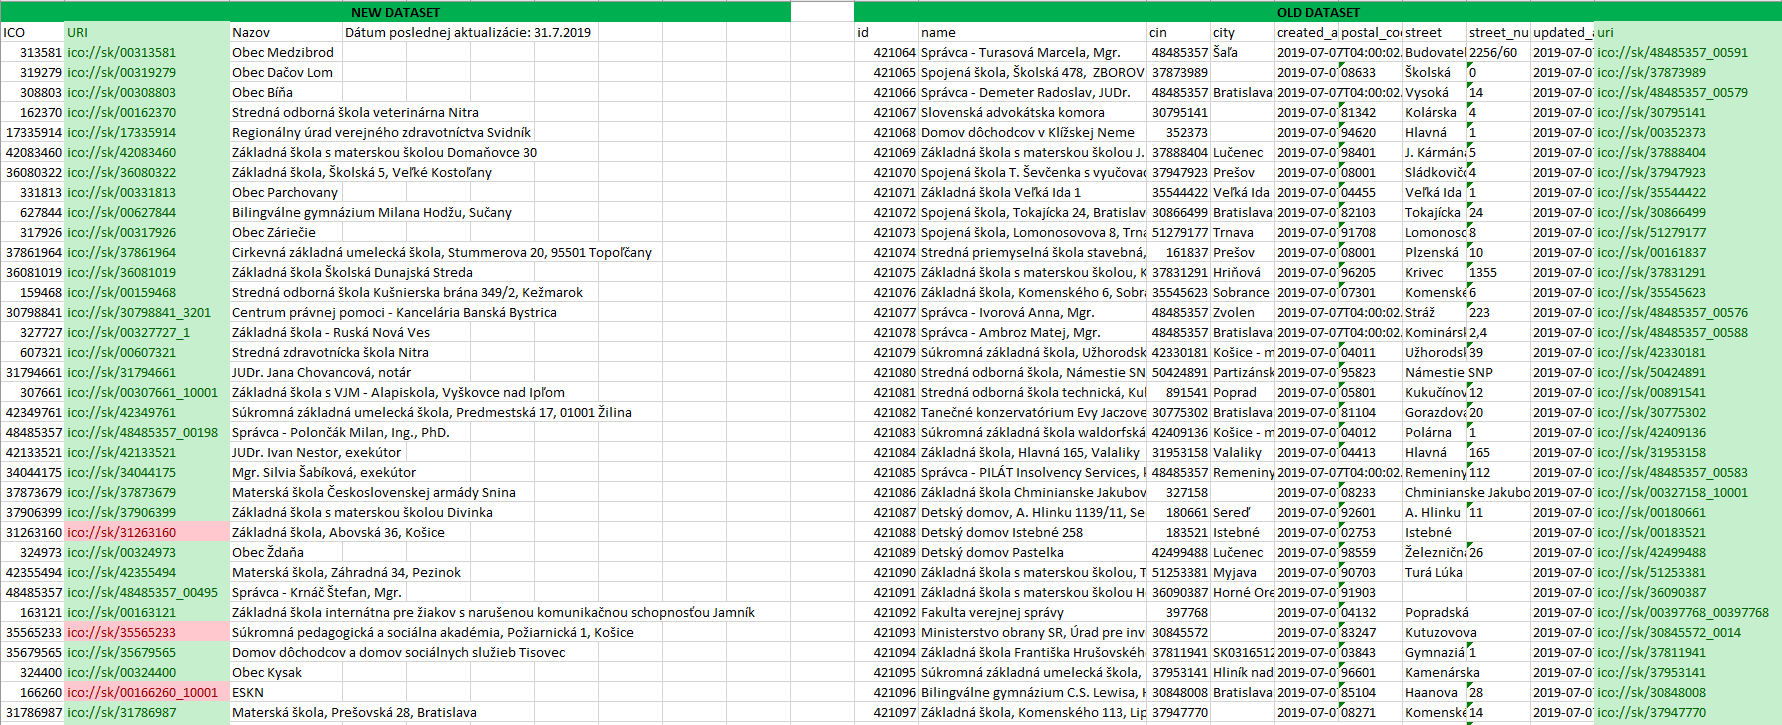 NEW DATASET OLD DATASET
ICO URI Nazov Dátum poslednej aktualizácie: 31.7.2019 id name cin city created_a postal_co street street_nu updated_ uri
313581 ico://sk/00313581 Obec Medzibrod 421064 Správca - Turasová Marcela, Mgr. 48485357 Šaľa 2019-07-07T04:00:02. Budovatel 2256/60 2019-07-0 ico://sk/48485357_00591
319279 ico://sk/00319279 Obec Dačov Lom 421065 Spojená škola, Školská 478, ZBOROV 37873989 2019-07-0 08633 Školská 0 2019-07-0 ico://sk/37873989
308803 ico://sk/00308803 Obec Bíňa 421066 Správca - Demeter Radoslav, JUDr. 48485357 Bratislava 2019-07-07T04:00:02. Vysoká 14 2019-07-0 ico://sk/48485357_00579
162370 ico://sk/00162370 Stredná odborná škola veterinárna Nitra 421067 Slovenská advokátska komora 30795141 2019-07-0 81342 Kolárska 4 2019-07-0 ico://sk/30795141
17335914 ico://sk/17335914 Regionálny úrad verejného zdravotníctva Svidník 421068 Domov dôchodcov v Klížskej Neme 352373 2019-07-0 94620 Hlavná 1 2019-07-0 ico://sk/00352373
42083460 ico://sk/42083460 Základná škola s materskou školou Domaňovce 30 421069 Základná škola s materskou školou J. 37888404 Lučenec 2019-07-0 98401 J. Kármána 5 2019-07-0 ico://sk/37888404
36080322 ico://sk/36080322 Základná škola, Školská 5, Veľké Kostoľany 421070 Spojená škola T. Ševčenka s vyučovac 37947923 Prešov 2019-07-0 08001 Sládkovičo 4 2019-07-0 ico://sk/37947923
331813 ico://sk/00331813 Obec Parchovany 421071 Základná škola Veľká Ida 1 35544422 Veľká Ida 2019-07-0 04455 Veľká Ida 1 2019-07-0 ico://sk/35544422
627844 ico://sk/00627844 Bilingválne gymnázium Milana Hodžu, Sučany 421072 Spojená škola, Tokajícka 24, Bratislav 30866499 Bratislava 2019-07-0 82103 Tokajícka 24 2019-07-0 ico://sk/30866499
317926 ico://sk/00317926 Obec Záriečie 421073 Spojená škola, Lomonosovova 8, Trna 51279177 Trnava 2019-07-0 91708 Lomonoso 8 2019-07-0 ico://sk/51279177
37861964 ico://sk/37861964 Cirkevná základná umelecká škola, Stummerova 20, 95501 Topoľčany 421074 Stredná priemyselná škola stavebná, 161837 Prešov 2019-07-0 08001 Plzenská 10 2019-07-0 ico://sk/00161837
36081019 ico://sk/36081019 Základná škola Školská Dunajská Streda 421075 Základná škola s materskou školou, K 37831291 Hriňová 2019-07-0 96205 Krivec 1355 2019-07-0 ico://sk/37831291
159468 ico://sk/00159468 Stredná odborná škola Kušnierska brána 349/2, Kežmarok 421076 Základná škola, Komenského 6, Sobra 35545623 Sobrance 2019-07-0 07301 Komenské 6 2019-07-0 ico://sk/35545623
30798841 ico://sk/30798841_3201 Centrum právnej pomoci - Kancelária Banská Bystrica 421077 Správca - Ivorová Anna, Mgr. 48485357 Zvolen 2019-07-07T04:00:02. Stráž 223 2019-07-0 ico://sk/48485357_00576
327727 ico://sk/00327727_1 Základná škola - Ruská Nová Ves 421078 Správca - Ambroz Matej, Mgr. 48485357 Bratislava 2019-07-07T04:00:02. Kominársk 2,4 2019-07-0 ico://sk/48485357_00588
607321 ico://sk/00607321 Stredná zdravotnícka škola Nitra 421079 Súkromná základná škola, Užhorodsk 42330181 Košice - m 2019-07-0 04011 Užhorodsk 39 2019-07-0 ico://sk/42330181
31794661 ico://sk/31794661 JUDr. Jana Chovancová, notár 421080 Stredná odborná škola, Námestie SN 50424891 Partizánsk 2019-07-0 95823 Námestie SNP 2019-07-0 ico://sk/50424891
307661 ico://sk/00307661_10001 Základná škola s VJM - Alapiskola, Vyškovce nad Ipľom 421081 Stredná odborná škola technická, Ku 891541 Poprad 2019-07-0 05801 Kukučínov 12 2019-07-0 ico://sk/00891541
42349761 ico://sk/42349761 Súkromná základná umelecká škola, Predmestská 17, 01001 Žilina 421082 Tanečné konzervatórium Evy Jaczove 30775302 Bratislava 2019-07-0 81104 Gorazdova 20 2019-07-0 ico://sk/30775302
48485357 ico://sk/48485357_00198 Správca - Polončák Milan, Ing., PhD. 421083 Súkromná základná škola waldorfská 42409136 Košice - m 2019-07-0 04012 Polárna 1 2019-07-0 ico://sk/42409136
42133521 ico://sk/42133521 JUDr. Ivan Nestor, exekútor 421084 Základná škola, Hlavná 165, Valaliky 31953158 Valaliky 2019-07-0 04413 Hlavná 165 2019-07-0 ico://sk/31953158
34044175 ico://sk/34044175 Mgr. Silvia Šabíková, exekútor 421085 Správca - PILÁT Insolvency Services, k 48485357 Remeniny 2019-07-07T04:00:02. Remeniny 112 2019-07-0 ico://sk/48485357_00583
37873679 ico://sk/37873679 Materská škola Československej armády Snina 421086 Základná škola Chminianske Jakubov 327158 2019-07-0 08233 Chminianske Jakubo 2019-07-0 ico://sk/00327158_10001
37906399 ico://sk/37906399 Základná škola s materskou školou Divinka 421087 Detský domov, A. Hlinku 1139/11, Se 180661 Sereď 2019-07-0 92601 A. Hlinku 11 2019-07-0 ico://sk/00180661
31263160 ico://sk/31263160 Základná škola, Abovská 36, Košice 421088 Detský domov Istebné 258 183521 Istebné 2019-07-0 02753 Istebné 2019-07-0 ico://sk/00183521
324973 ico://sk/00324973 Obec Ždaňa 421089 Detský domov Pastelka 42499488 Lučenec 2019-07-0 98559 Železničná 26 2019-07-0 ico://sk/42499488
42355494 ico://sk/42355494 Materská škola, Záhradná 34, Pezinok 421090 Základná škola s materskou školou, T 51253381 Myjava 2019-07-0 90703 Turá Lúka 2019-07-0 ico://sk/51253381
48485357 ico://sk/48485357_00495 Správca - Krnáč Štefan, Mgr. 421091 Základná škola s materskou školou H 36090387 Horné Ore 2019-07-0 91903 2019-07-0 ico://sk/36090387
163121 ico://sk/00163121 Základná škola internátna pre žiakov s narušenou komunikačnou schopnosťou Jamník 421092 Fakulta verejnej správy 397768 2019-07-0 04132 Popradská 2019-07-0 ico://sk/00397768_00397768
35565233 ico://sk/35565233 Súkromná pedagogická a sociálna akadémia, Požiarnická 1, Košice 421093 Ministerstvo obrany SR, Úrad pre inv 30845572 2019-07-0 83247 Kutuzovova 2019-07-0 ico://sk/30845572_0014
35679565 ico://sk/35679565 Domov dôchodcov a domov sociálnych služieb Tisovec 421094 Základná škola Františka Hrušovského 37811941 SK0316512 2019-07-0 03843 Gymnaziá 1 2019-07-0 ico://sk/37811941
324400 ico://sk/00324400 Obec Kysak 421095 Súkromná základná umelecká škola, 37953141 Hliník nad 2019-07-0 96601 Kamenárska 2019-07-0 ico://sk/37953141
166260 ico://sk/00166260_10001 ESKN 421096 Bilingválne gymnázium C.S. Lewisa, H 30848008 Bratislava 2019-07-0 85104 Haanova 28 2019-07-0 ico://sk/30848008
31786987 ico://sk/31786987 Materská škola, Prešovská 28, Bratislava 421097 Základná škola, Komenského 113, Lip 37947770 2019-07-0 08271 Komenské 14 2019-07-0 ico://sk/37947770